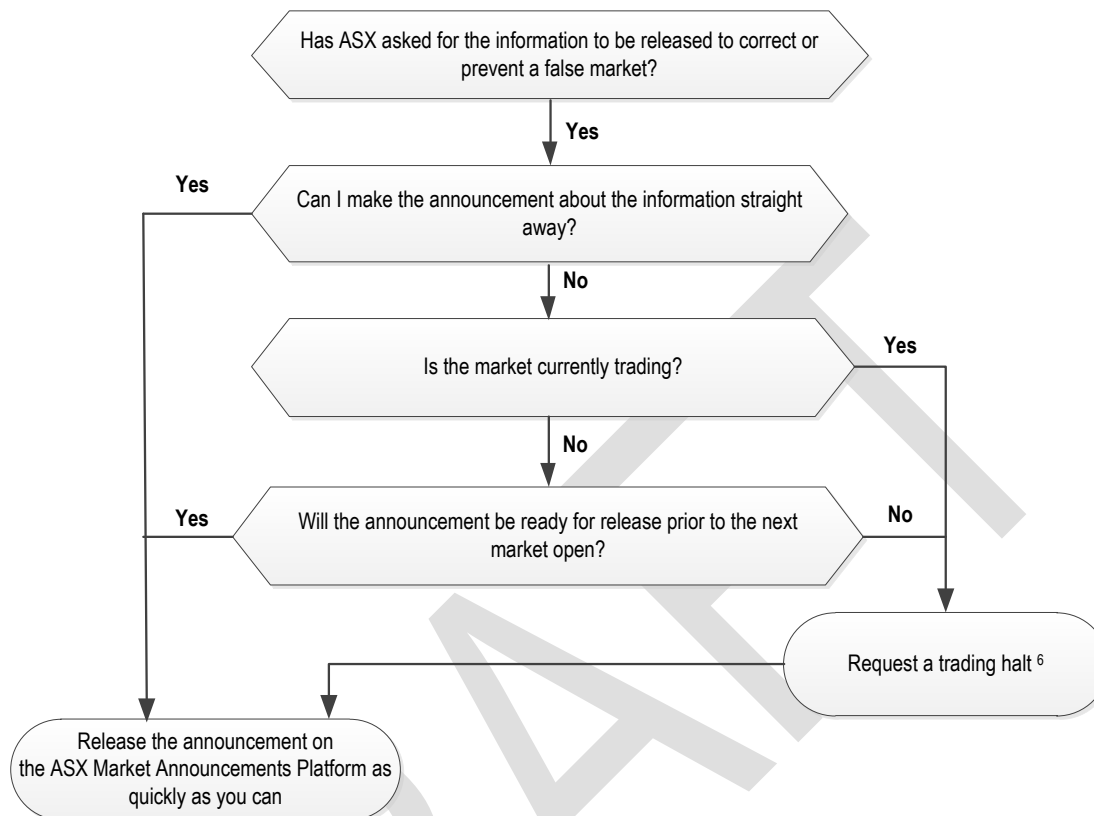 Has ASX asked for the information to be released to correct or
prevent a false market?
Yes
Yes
Can I make the announcement about the information straight
away?
No
Is the market currently trading?
Yes
No
Yes
Will the announcement be ready for release prior to the next
market open?
No
Request a trading halt 6
Release the announcement on
the ASX Market Announcements Platform as
quickly as you can
DRAFT